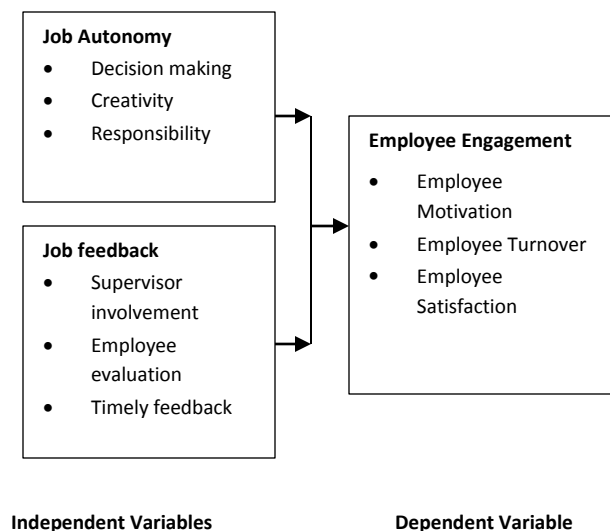 Job Autonomy
• Decision making
• Creativity
• Responsibility
Job feedback
• Supervisor
involvement
• Employee
evaluation
• Timely feedback
Employee Engagement
• Employee
Motivation
• Employee Turnover
• Employee
Satisfaction
Independent Variables
Dependent Variable